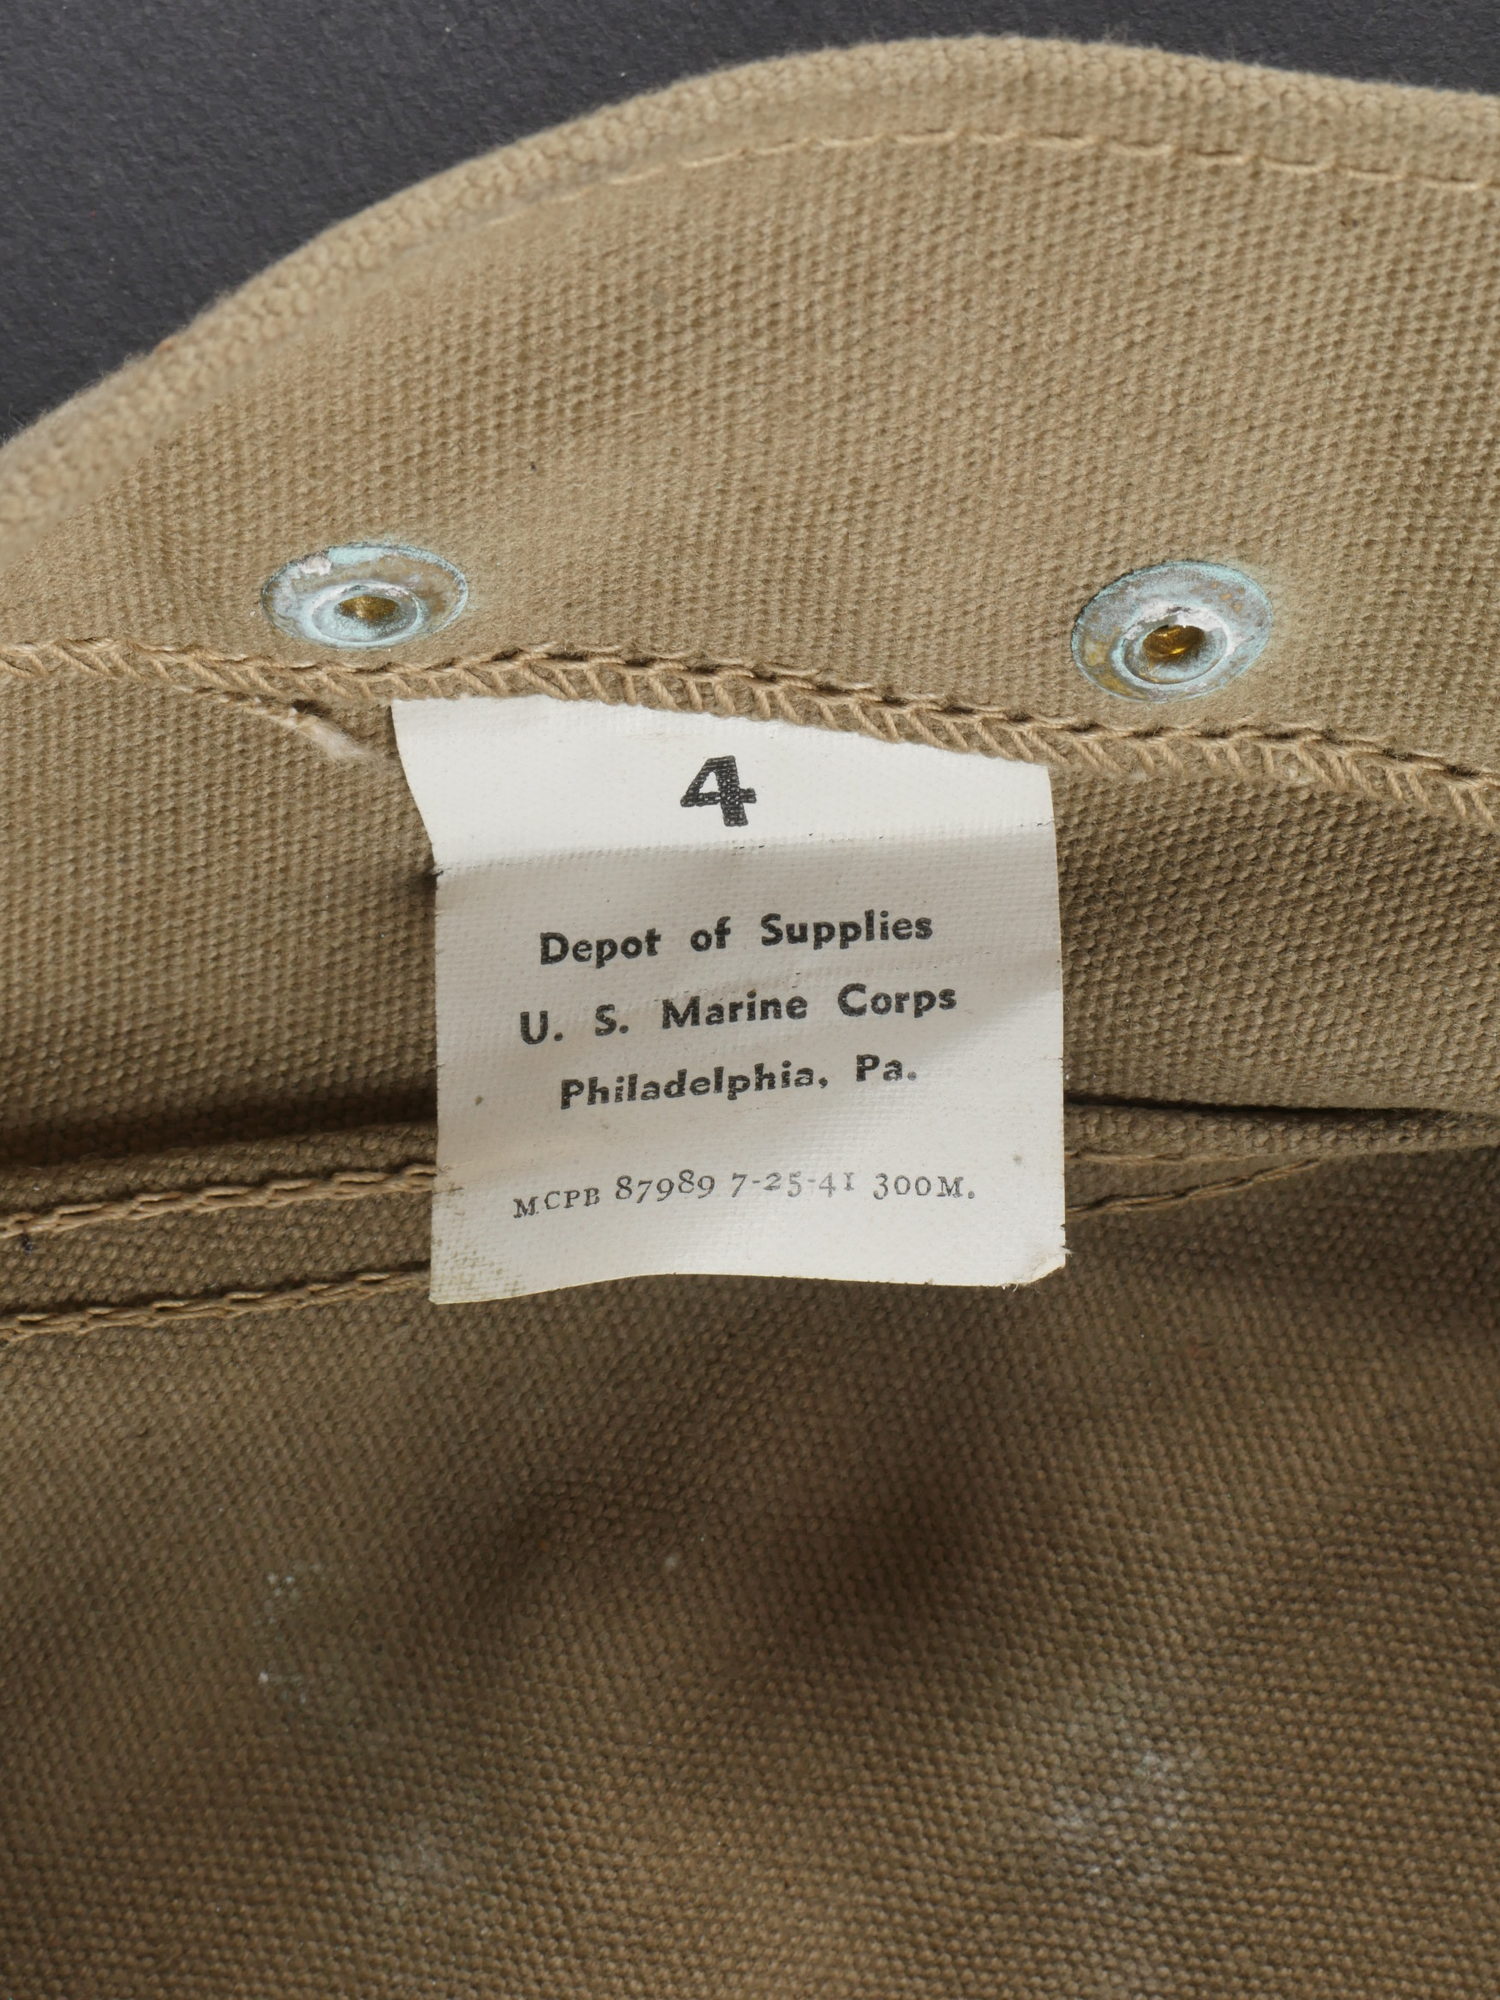 4
Depot of Supplies
U. S. Marine Corps
Philadelphia, Pa.
MCPB 87989 7-25-41 300M.